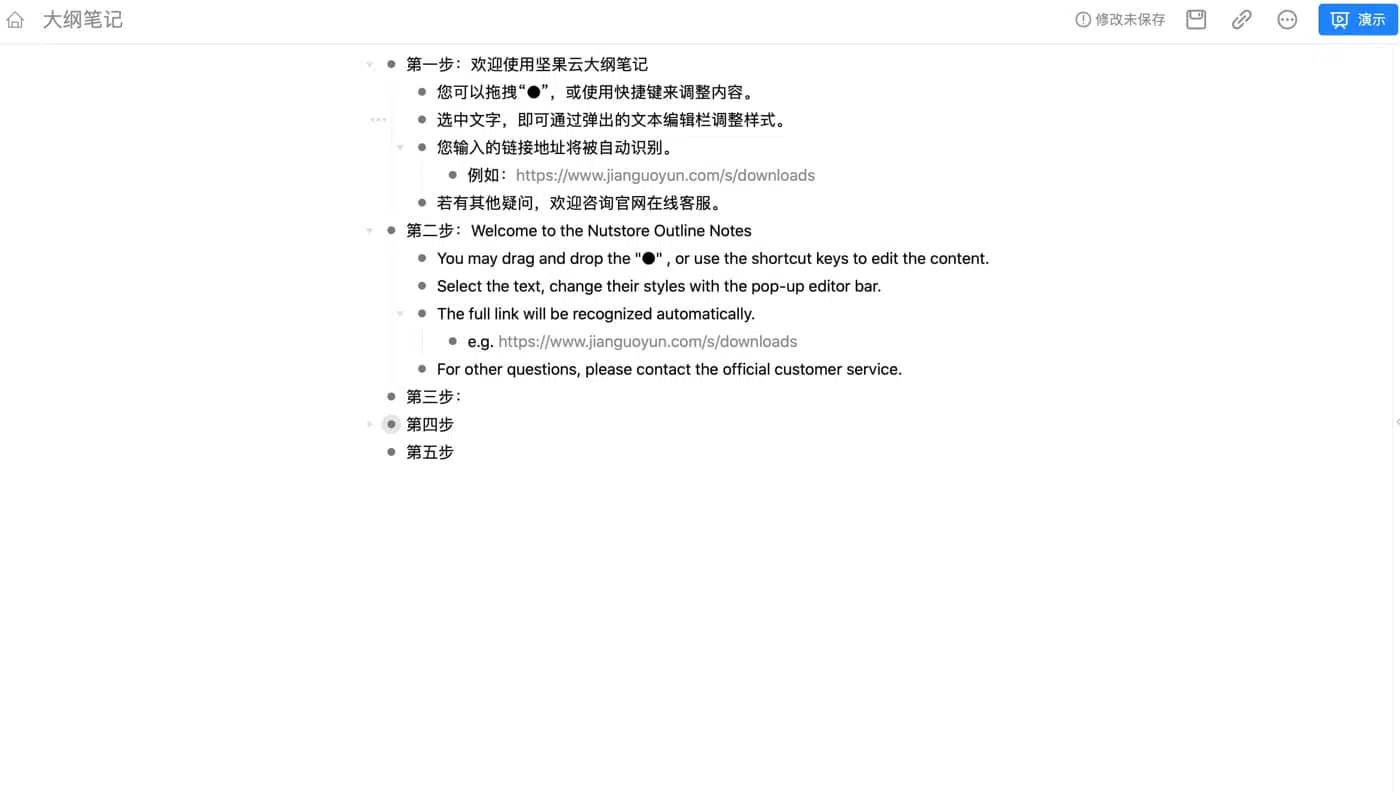 大纲笔记
修改未保存
演示
第一步：欢迎使用坚果云大纲笔记
您可以拖拽“●”，或使用快捷键来调整内容。
选中文字，即可通过弹出的文本编辑栏调整样式。
您输入的链接地址将被自动识别。
例如：https://www.jianguoyun.com/s/downloads
若有其他疑问，欢迎咨询官网在线客服。
第二步：Welcome to the Nutstore Outline Notes
You may drag and drop the "●" , or use the shortcut keys to edit the content.
Select the text, change their styles with the pop-up editor bar.
The full link will be recognized automatically.
e.g. https://www.jianguoyun.com/s/downloads
For other questions, please contact the official customer service.
第三步：
第四步
第五步